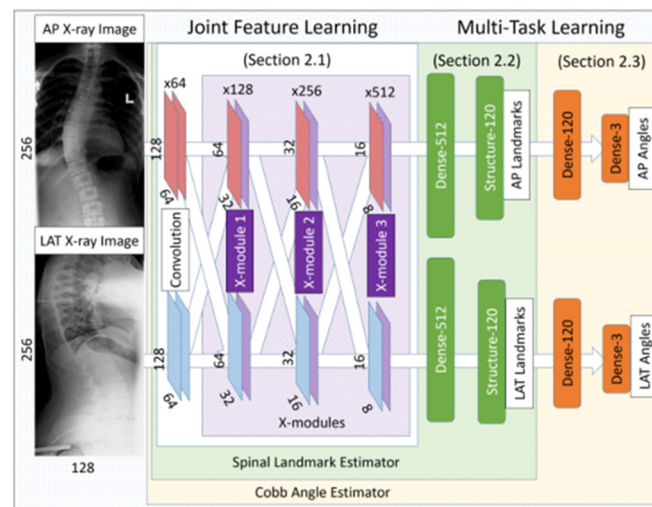 AP X-ray Image
L
256
LAT X-ray Image
256
128
Joint Feature Learning
Multi-Task Learning
(Section 2.1)
(Section 2.2)
(Section 2.3)
x64
x128
x256
x512
128
64
64
32
32
16
16
8
Convolution
X-module 1
X-module 2
X-module 3
128
64
64
32
32
16
16
8
X-modules
Dense-512
Structure-120
AP Landmarks
Dense-120
Dense-3
AP Angles
Dense-512
Structure-120
LAT Landmarks
Dense-120
Dense-3
LAT Angles
Spinal Landmark Estimator
Cobb Angle Estimator